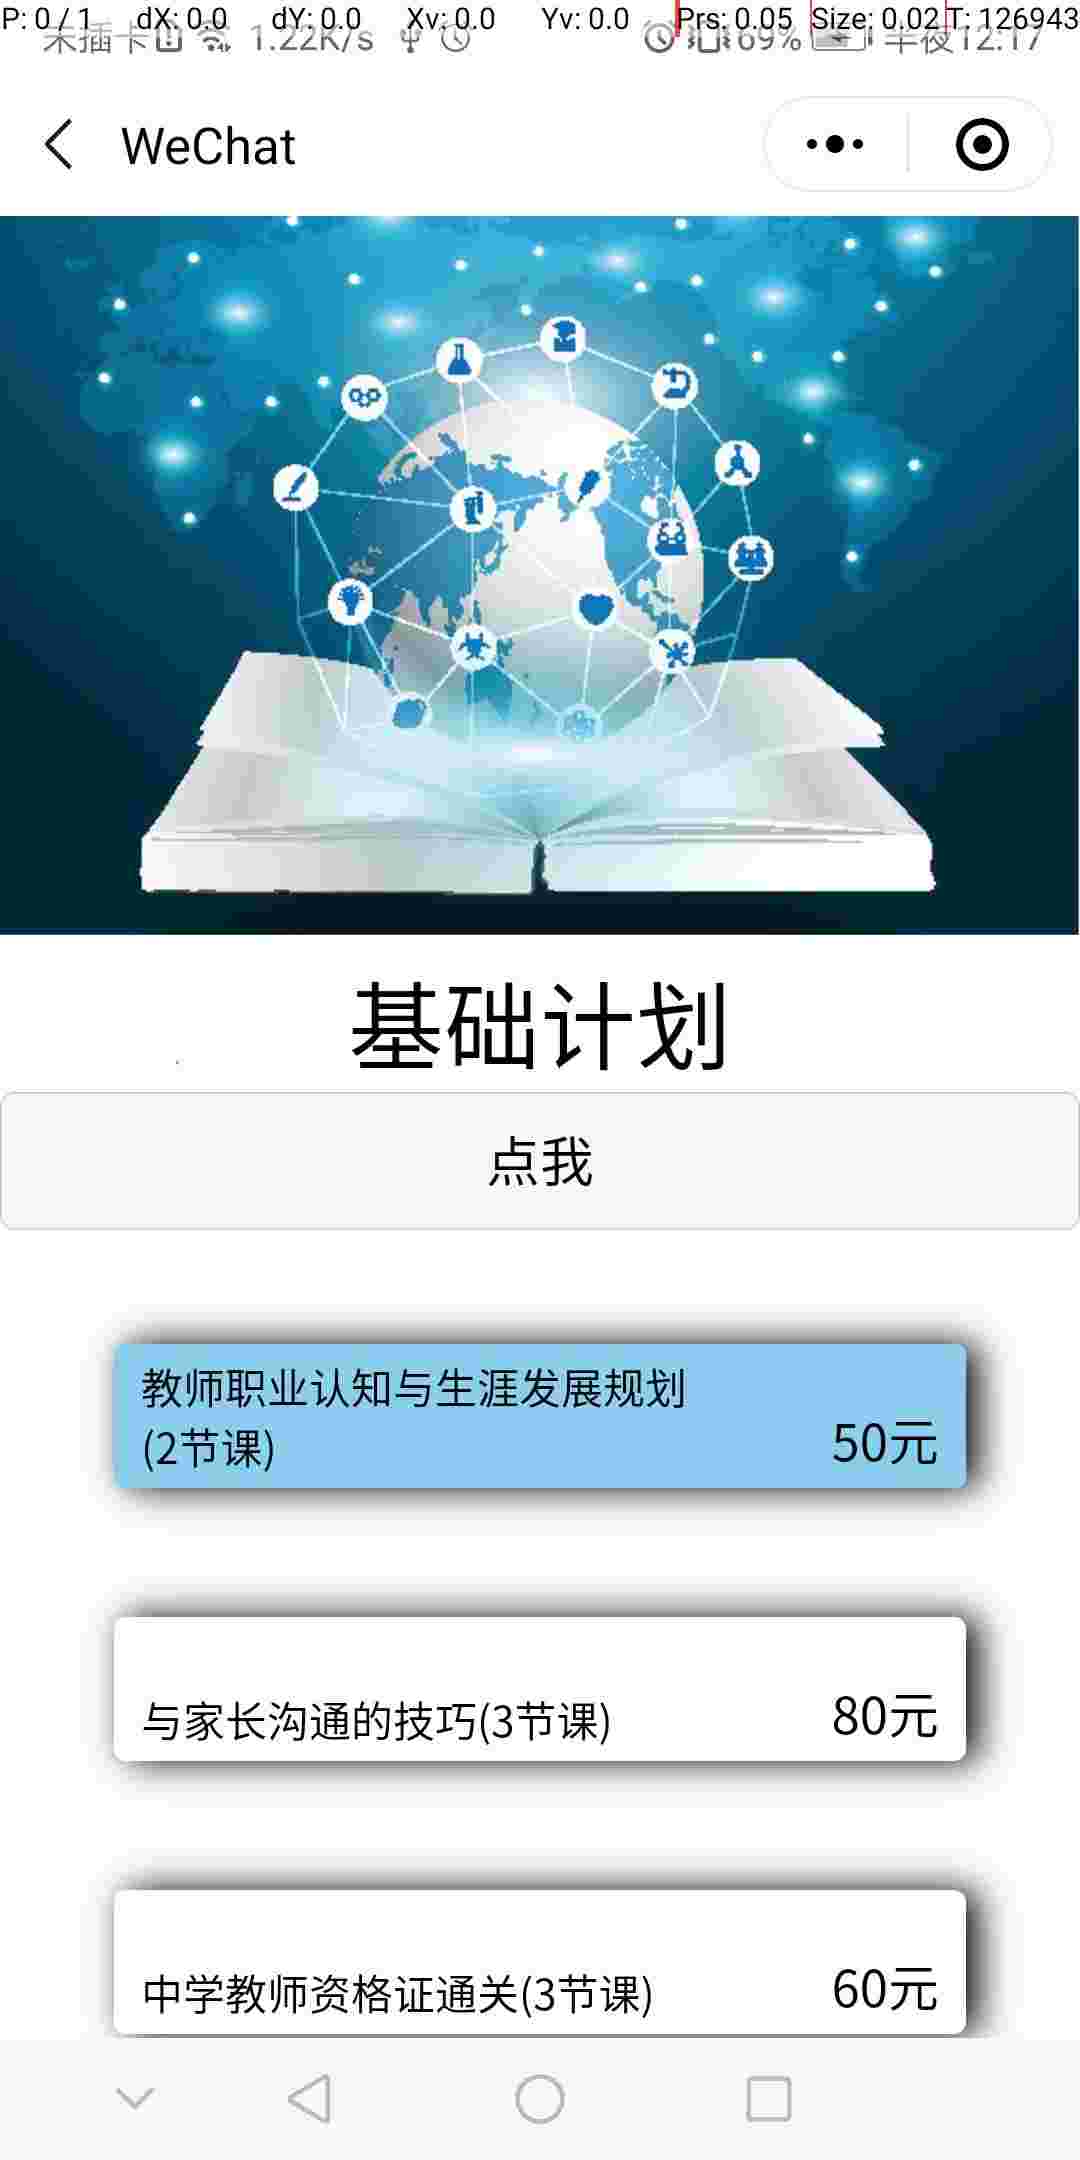 P: 0 / 1 dX: 0.0 dY: 0.0 Xv: 0.0 Yv: 0.0 Prs: 0.05 Size: 0.02 T: 126943
未插卡 1.22K/s 69% 半夜12:17
WeChat
基础计划
点我
教师职业认知与生涯发展规划
(2节课) 50元
与家长沟通的技巧(3节课) 80元
中学教师资格证通关(3节课) 60元